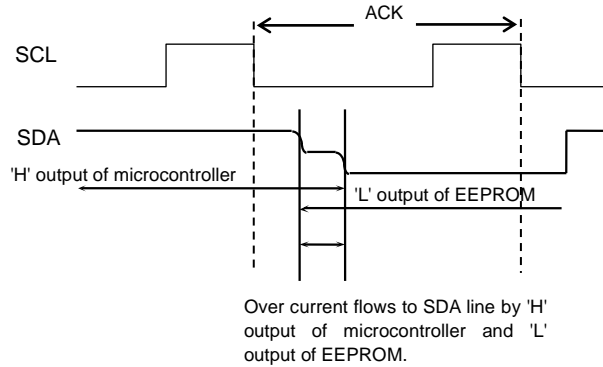 ACK
SCL
SDA
'H' output of microcontroller
'L' output of EEPROM
Over current flows to SDA line by 'H'
output of microcontroller and 'L'
output of EEPROM.